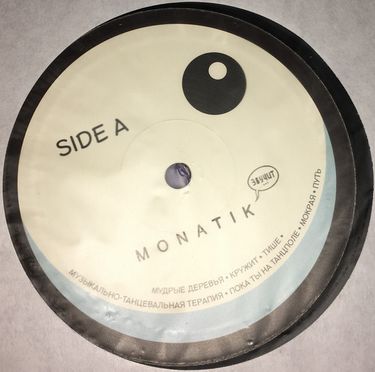 SIDE A
MONATIK
ЗВУЧИТ
МУДРЫЕ ДЕРЕВЬЯ • КРУЖИТ • ТИШЕ •
МУЗЫКАЛЬНО-ТАНЦЕВАЛЬНАЯ ТЕРАПИЯ • ПОКА ТЫ НА ТАНЦПОЛЕ • МОКРАЯ • ПУТЬ